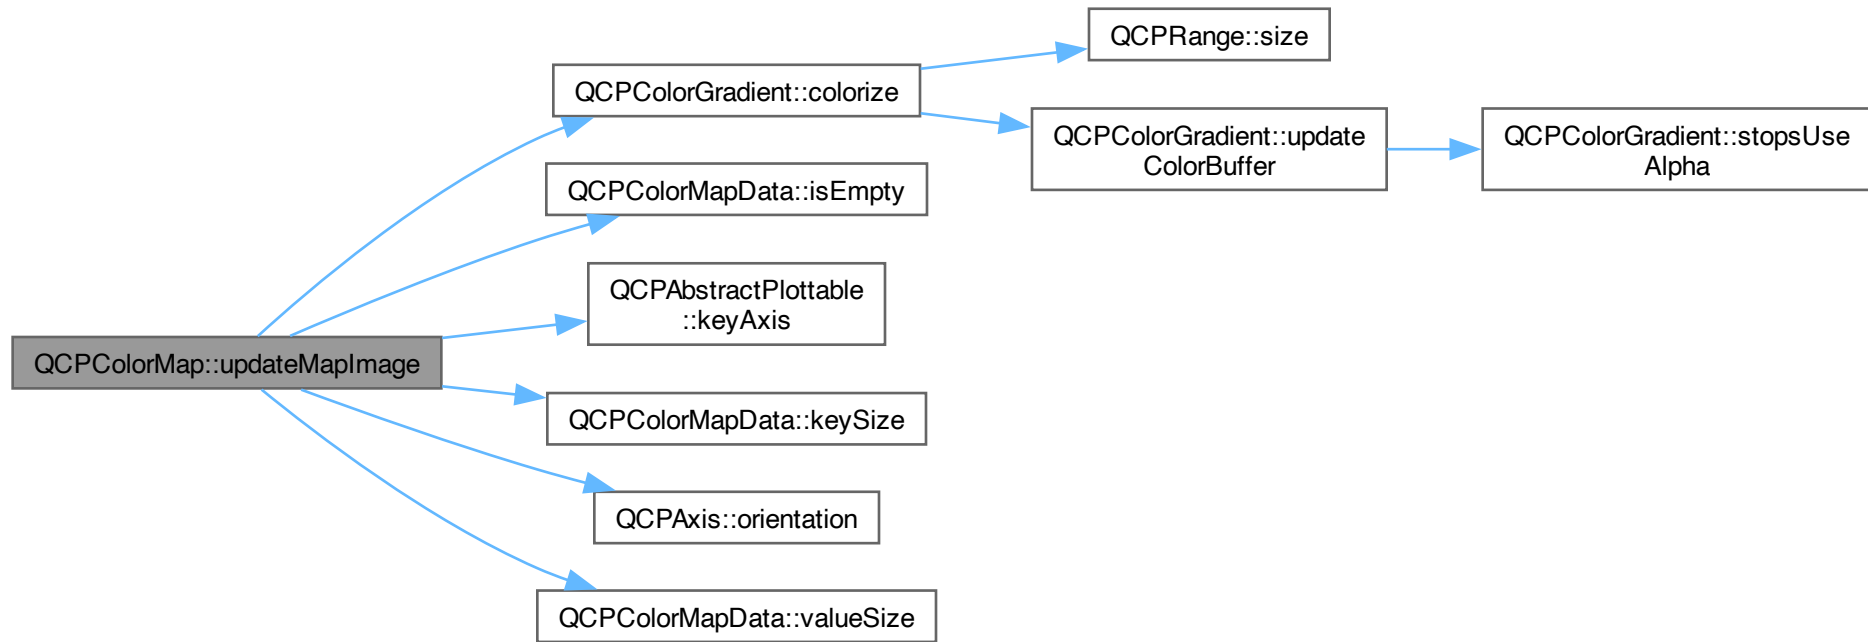 QCPRange::size
QCPColorGradient::colorize
QCPColorGradient::update
ColorBuffer
QCPColorGradient::stopsUse
Alpha
QCPColorMapData::isEmpty
QCPAbstractPlottable
::keyAxis
QCPColorMap::updateMapImage
QCPColorMapData::keySize
QCPAxis::orientation
QCPColorMapData::valueSize